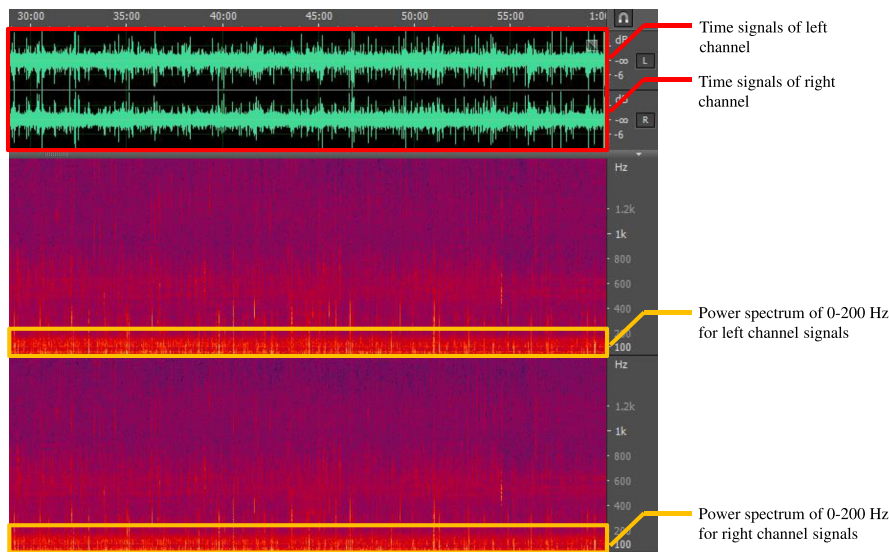 30:00 35:00 40:00 45:00 50:00 55:00 1:0
dB
-∞ L
-6
dB
-∞ R
-6
Time signals of left
channel
Time signals of right
channel
Hz
1.2k
1k
800
600
400
200
100
Power spectrum of 0-200 Hz
for left channel signals
Hz
1.2k
1k
800
600
400
100
Power spectrum of 0-200 Hz
for right channel signals